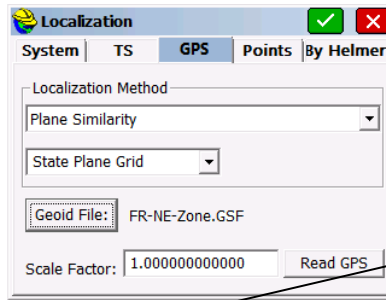 Localization
System TS GPS Points By Helmer
Localization Method
Plane Similarity
State Plane Grid
Geoid File: FR-NE-Zone.GSF
Scale Factor: 1.000000000000 Read GPS